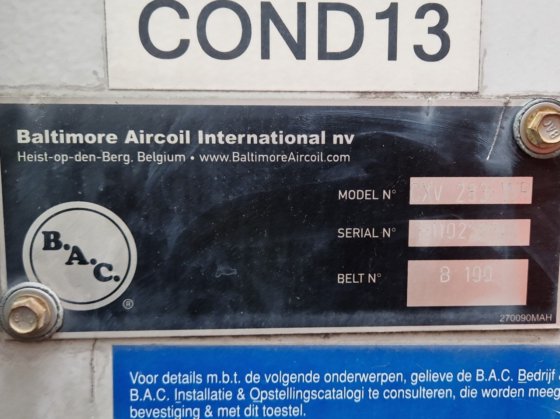 COND13
Baltimore Aircoil International nv
Heist-op-den-Berg, Belgium • www.BaltimoreAircoil.com
MODEL N°
SERIAL N°
BELT N° B 190
B.A.C.
®
270090MAH
Voor details m.b.t. de volgende onderwerpen, gelieve de B.A.C. Bedrijf
B.A.C. Installatie & Opstellingscatalogi te consulteren, die worden meeg
bevestiging & met dit toestel.